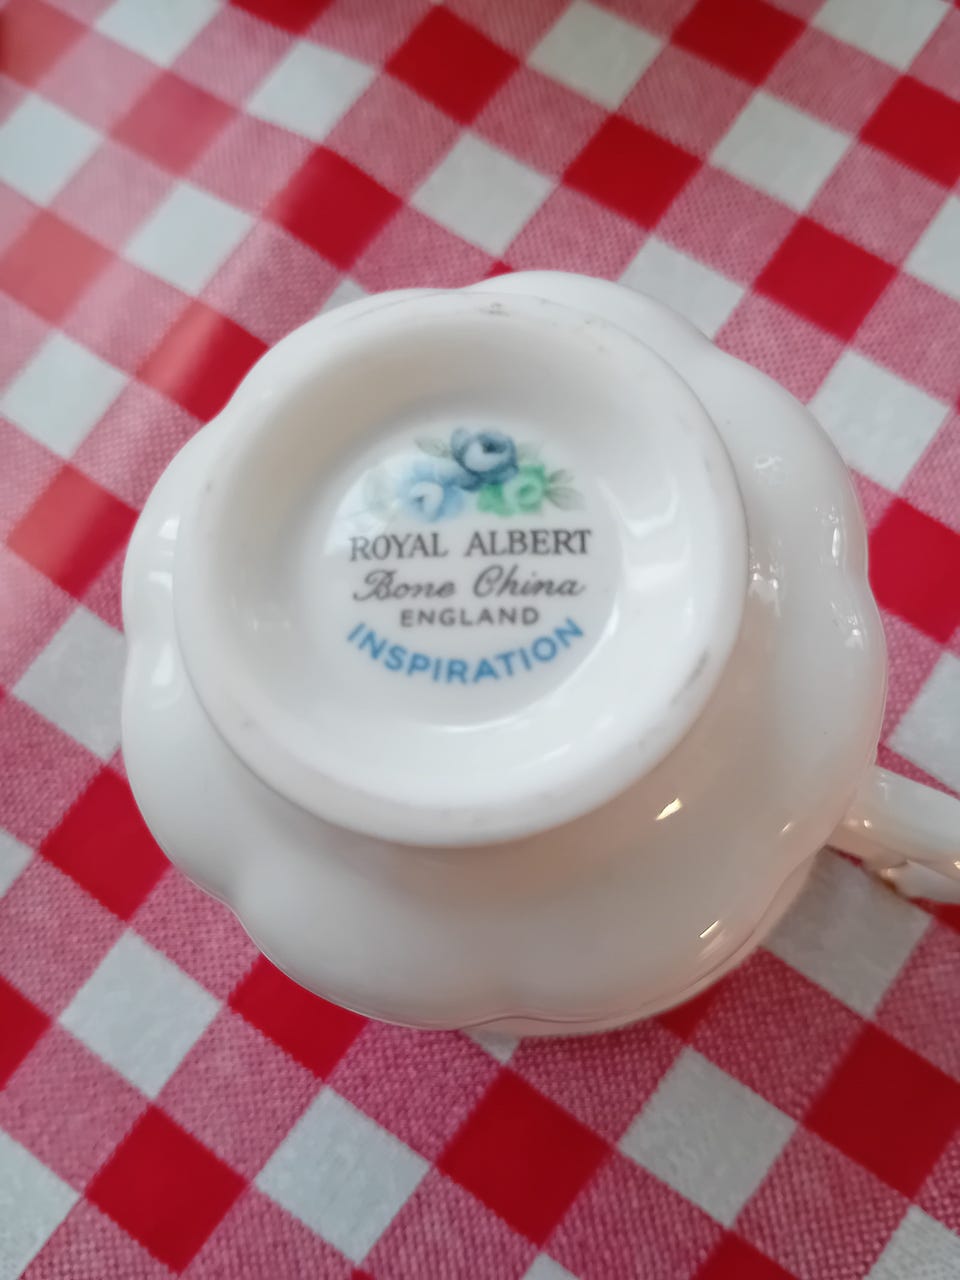 ROYAL ALBERT
Bone China
ENGLAND
INSPIRATION